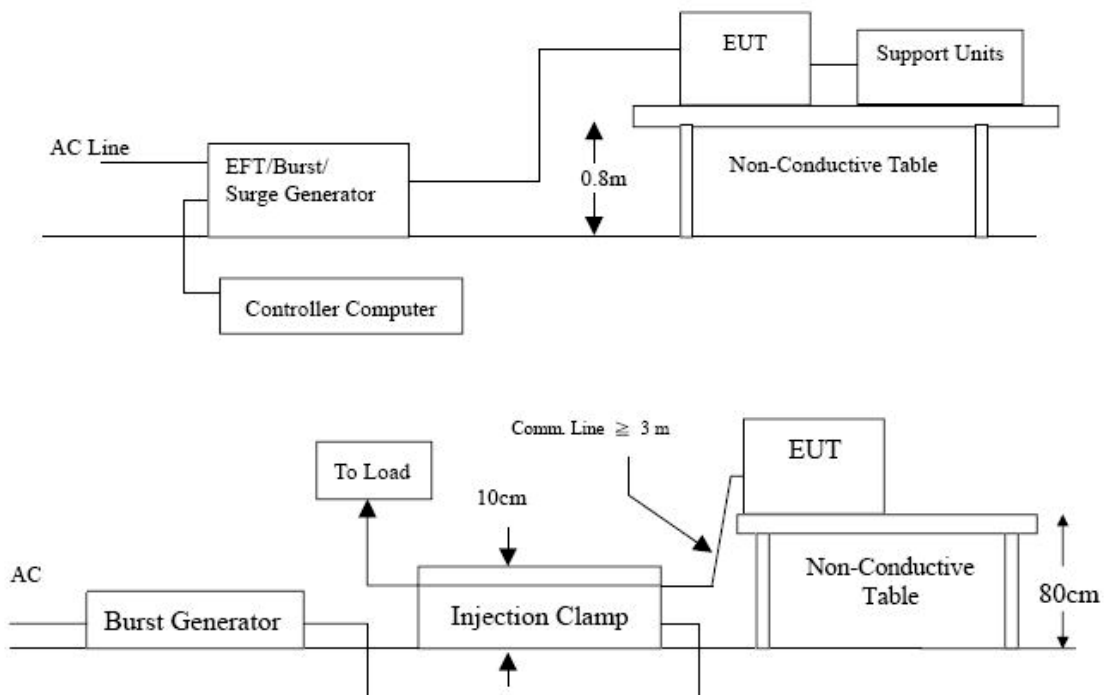 EUT
Support Units
AC Line
EFT/Burst/
Surge Generator
0.8m
Non-Conductive Table
Controller Computer
Comm. Line ≧ 3 m
EUT
To Load
10cm
AC
Non-Conductive
Table
80cm
Burst Generator
Injection Clamp